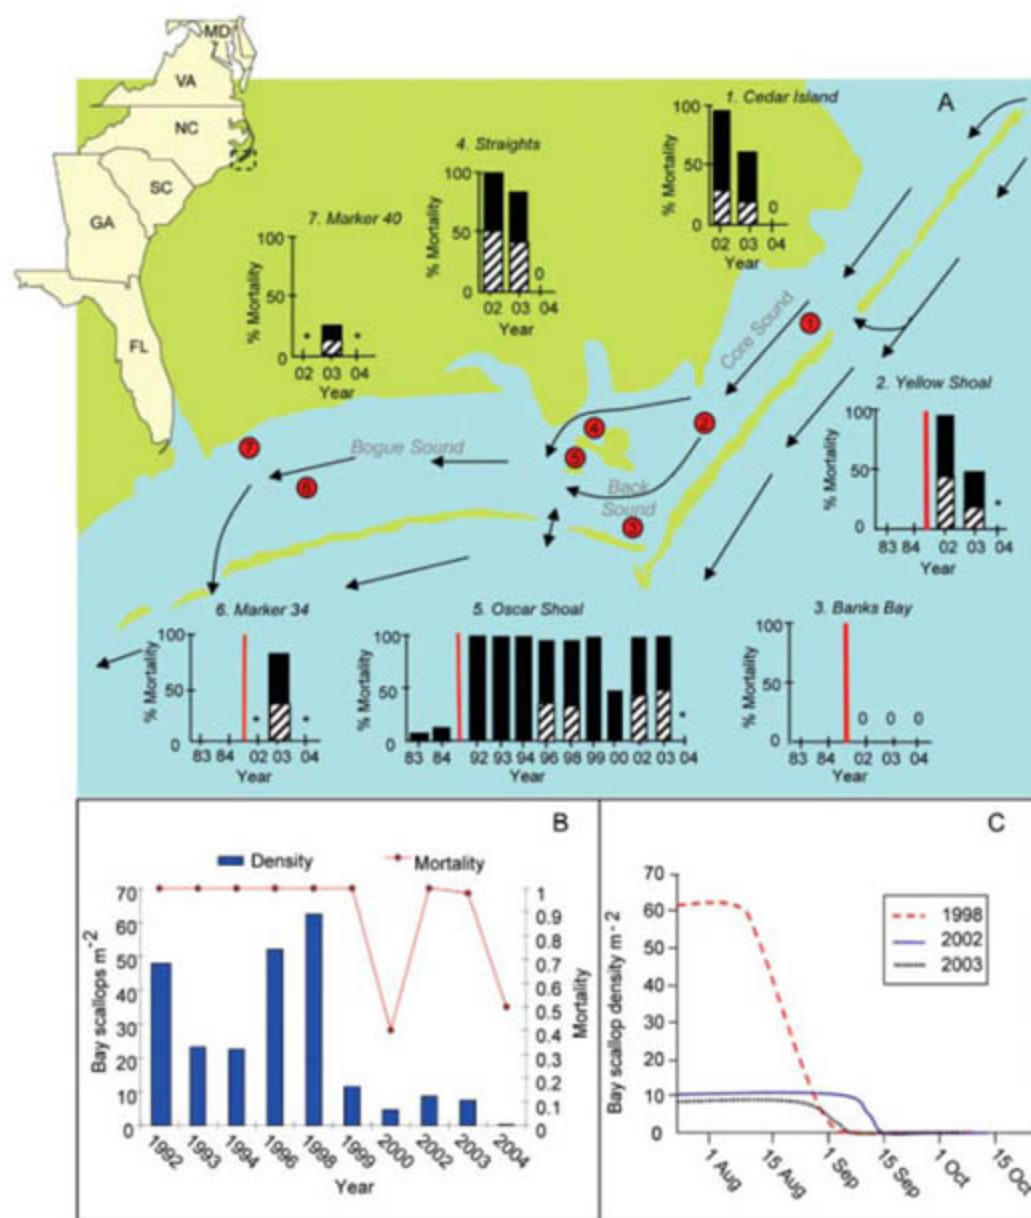 MD
VA
NC
SC
GA
FL
A
1. Cedar Island
100
50
0
% Mortality
0
02 03 04
Year
4. Straights
100
50
0
% Mortality
0
02 03 04
Year
7. Marker 40
100
50
0
% Mortality
* *
02 03 04
Year
Core Sound
1
2. Yellow Shoal
100
50
0
% Mortality
*
83 84 02 03 04
Year
2
4
5
7
Bogue Sound
6
Back
Sound
3
6. Marker 34
100
50
0
% Mortality
* *
83 84 02 03 04
Year
5. Oscar Shoal
100
50
0
% Mortality
*
83 84 92 93 94 96 98 99 00 02 03 04
Year
3. Banks Bay
100
50
0
% Mortality
0 0 0
83 84 02 03 04
Year
B
Density Mortality
70
60
50
40
30
20
10
0
Bay scallops m-2
1
0.9
0.8
0.7
0.6
0.5
0.4
0.3
0.2
0.1
0
Mortality
1992 1993 1994 1996 1998 1999 2000 2002 2003 2004
Year
C
70
60
50
40
30
20
10
0
Bay scallop density m-2
1998
2002
2003
1 Aug 15 Aug 1 Sep 15 Sep 1 Oct 15 Oct